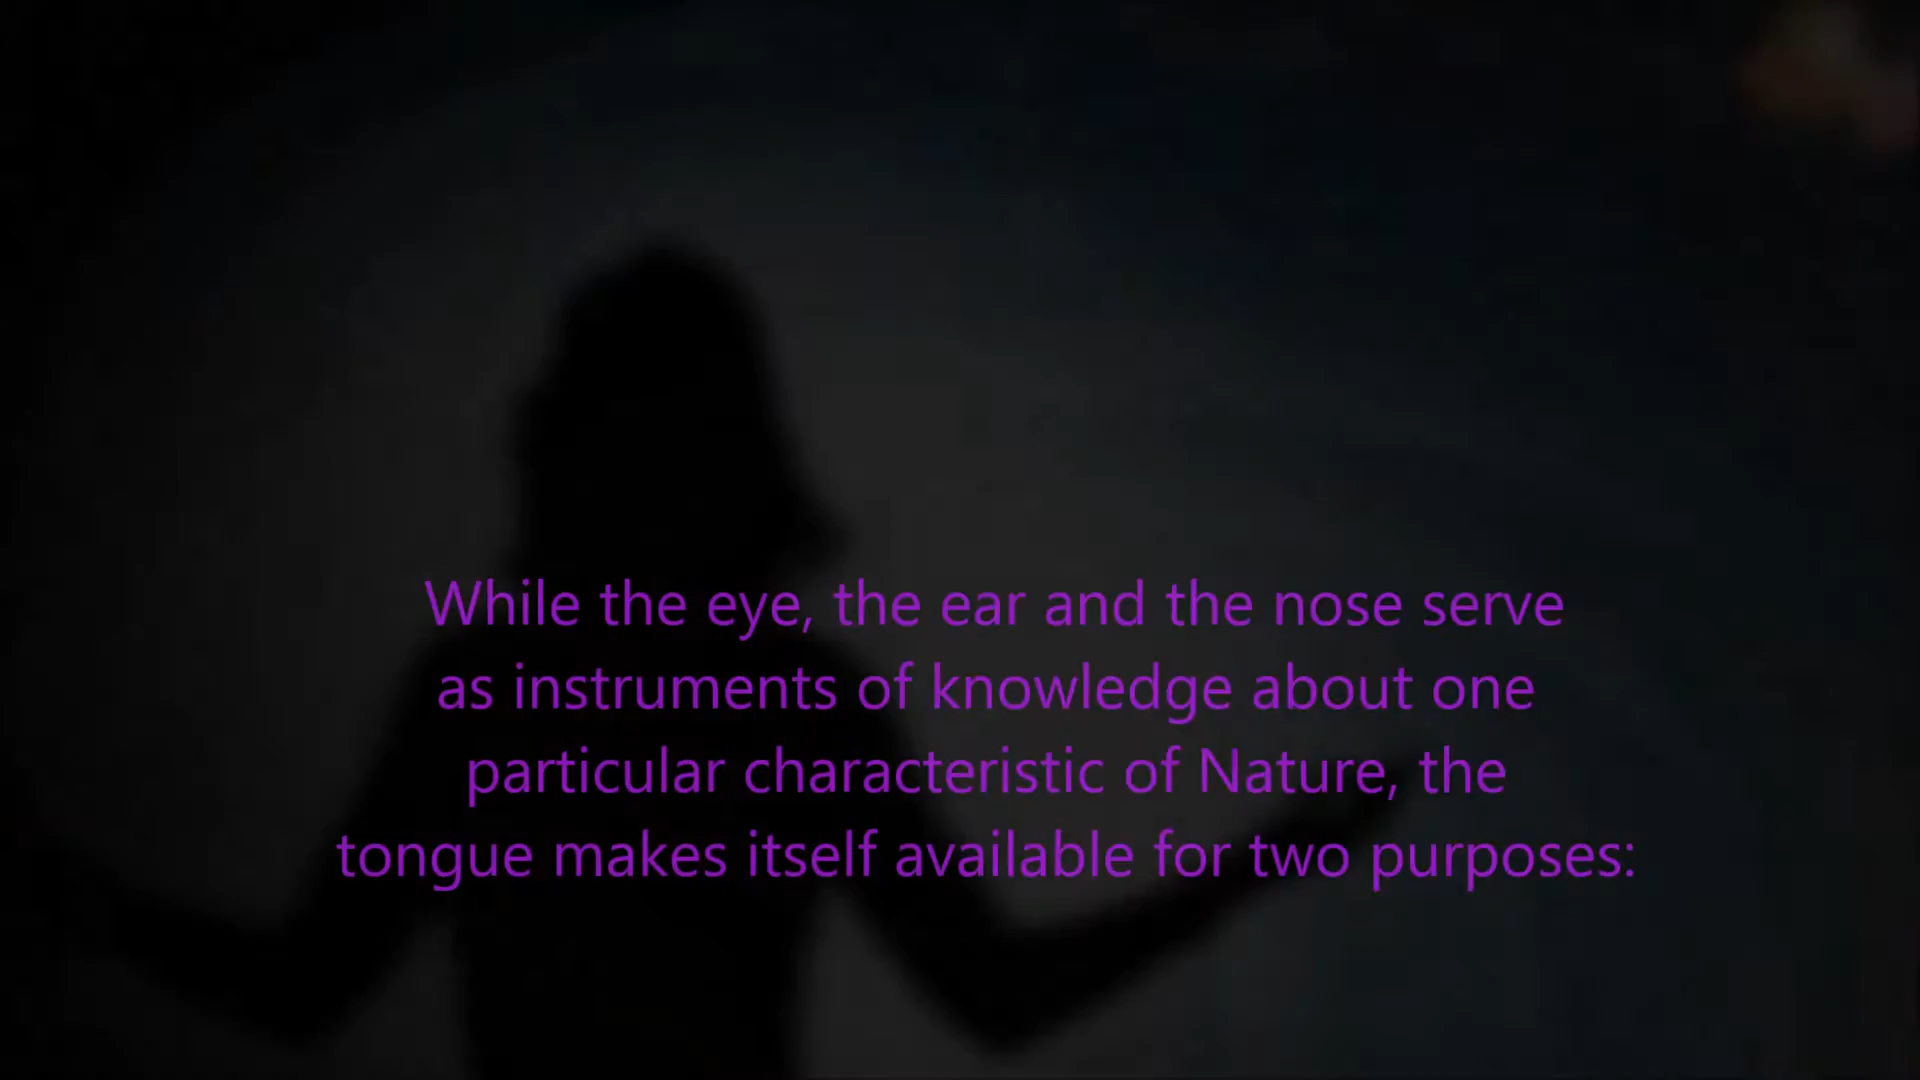 While the eye, the ear and the nose serve
as instruments of knowledge about one
particular characteristic of Nature, the
tongue makes itself available for two purposes: